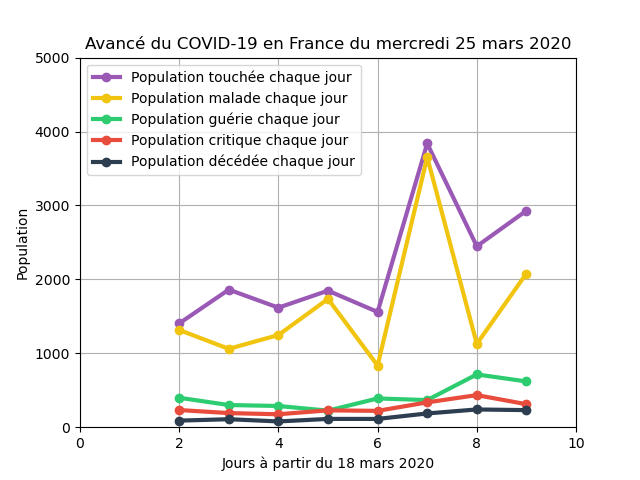 Avancé du COVID-19 en France du mercredi 25 mars 2020
Population touchée chaque jour
Population malade chaque jour
Population guérie chaque jour
Population critique chaque jour
Population décédée chaque jour
Population
5000
4000
3000
2000
1000
0
0 2 4 6 8 10
Jours à partir du 18 mars 2020